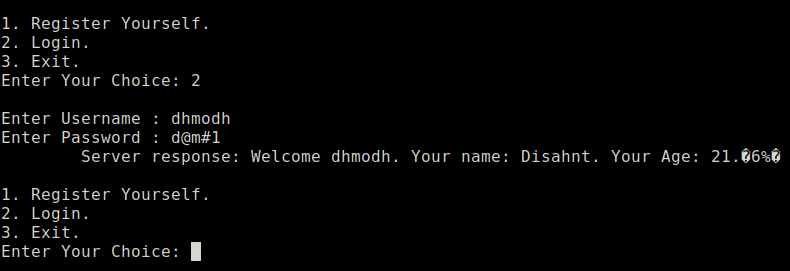 1. Register Yourself.
2. Login.
3. Exit.
Enter Your Choice: 2
Enter Username : dhmodh
Enter Password : d@m#1
Server response: Welcome dhmodh. Your name: Disahnt. Your Age: 21.�6%�
1. Register Yourself.
2. Login.
3. Exit.
Enter Your Choice: